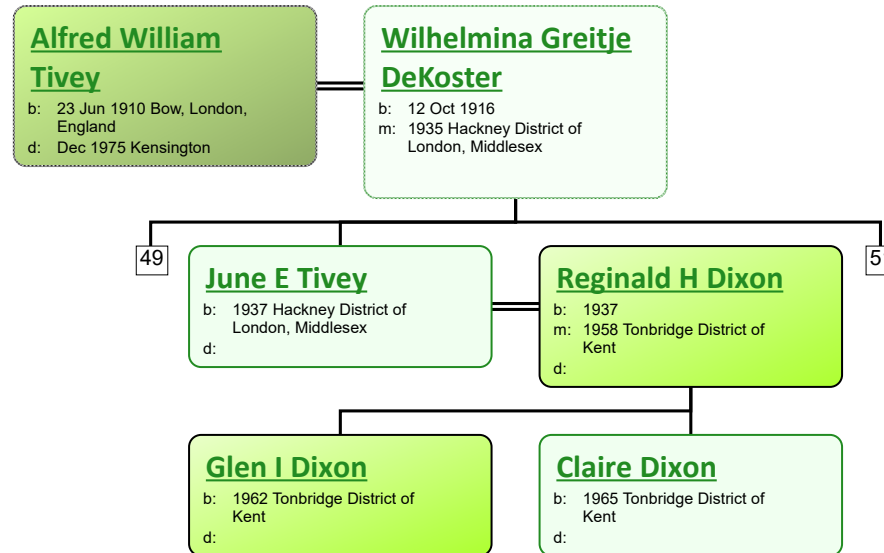 Alfred William
Tivey
b: 23 Jun 1910 Bow, London,
England
d: Dec 1975 Kensington
Wilhelmina Greitje
DeKoster
b: 12 Oct 1916
m: 1935 Hackney District of
London, Middlesex
49
June E Tivey
b: 1937 Hackney District of
London, Middlesex
d:
Reginald H Dixon
b: 1937
m: 1958 Tonbridge District of
Kent
d:
Glen I Dixon
b: 1962 Tonbridge District of
Kent
d:
Claire Dixon
b: 1965 Tonbridge District of
Kent
d: